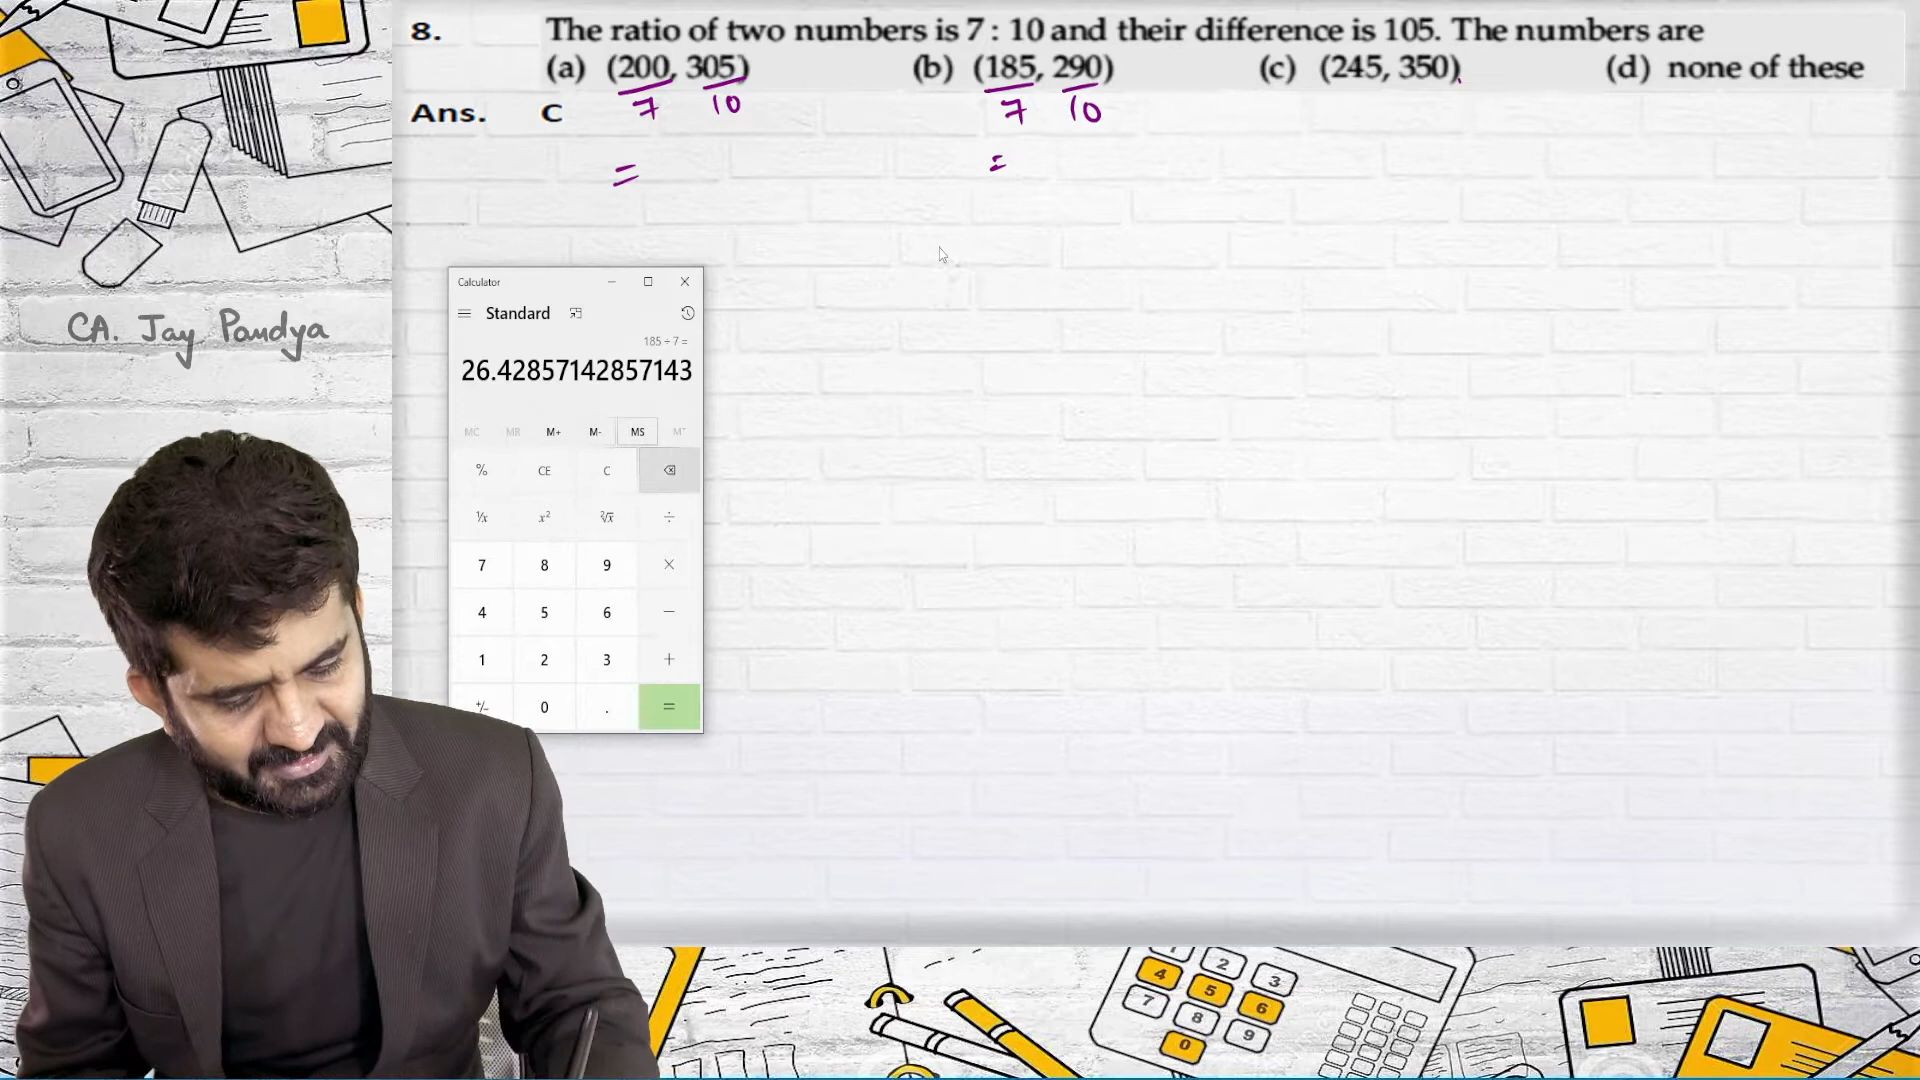 8. The ratio of two numbers is 7 : 10 and their difference is 105. The numbers are
(a) (200, 305) (b) (185, 290) (c) (245, 350) (d) none of these
7 10 7 10
Ans. C
= =
CA. Jay Pandya
Calculator
Standard
185 ÷ 7 =
26.42857142857143
MC MR M+ M- MS M˅
% CE C
¹/x x² ²√x ÷
7 8 9 ×
4 5 6 −
1 2 3 +
+/- 0 . =
1 2 3
4 5 6
7 8 9
0